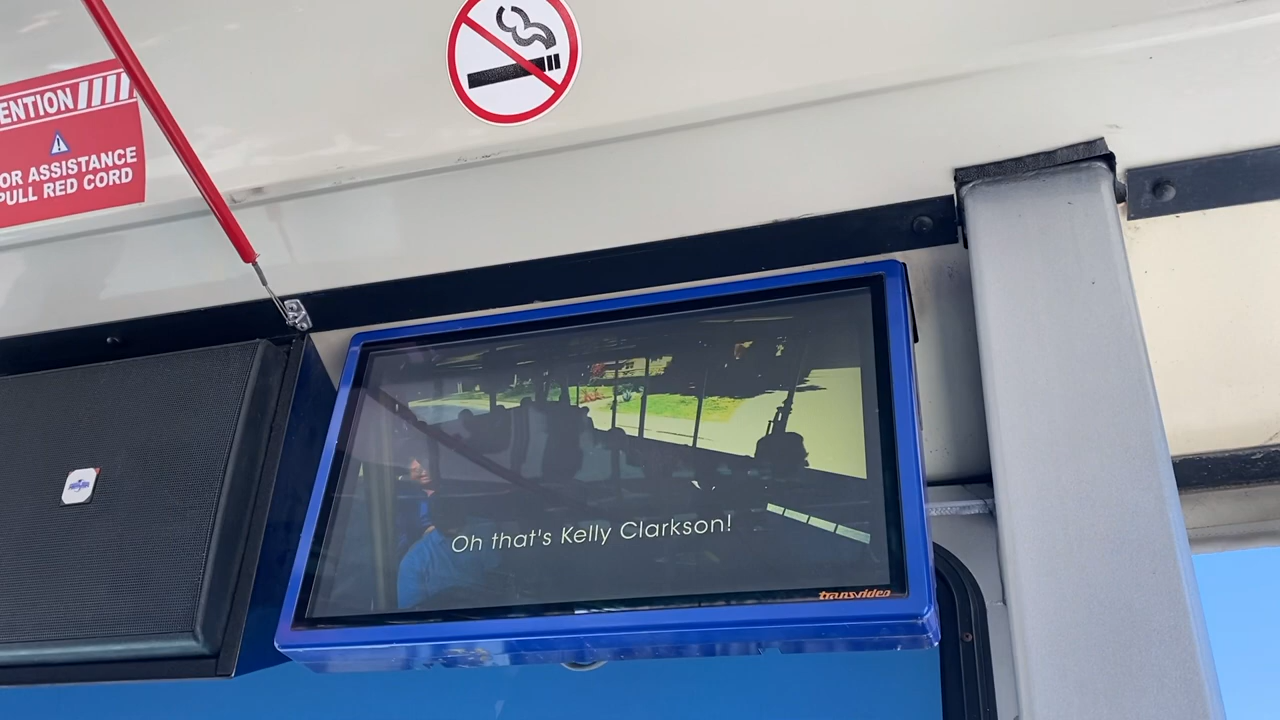 ENTION
OR ASSISTANCE
PULL RED CORD
Oh that's Kelly Clarkson!
transvideo